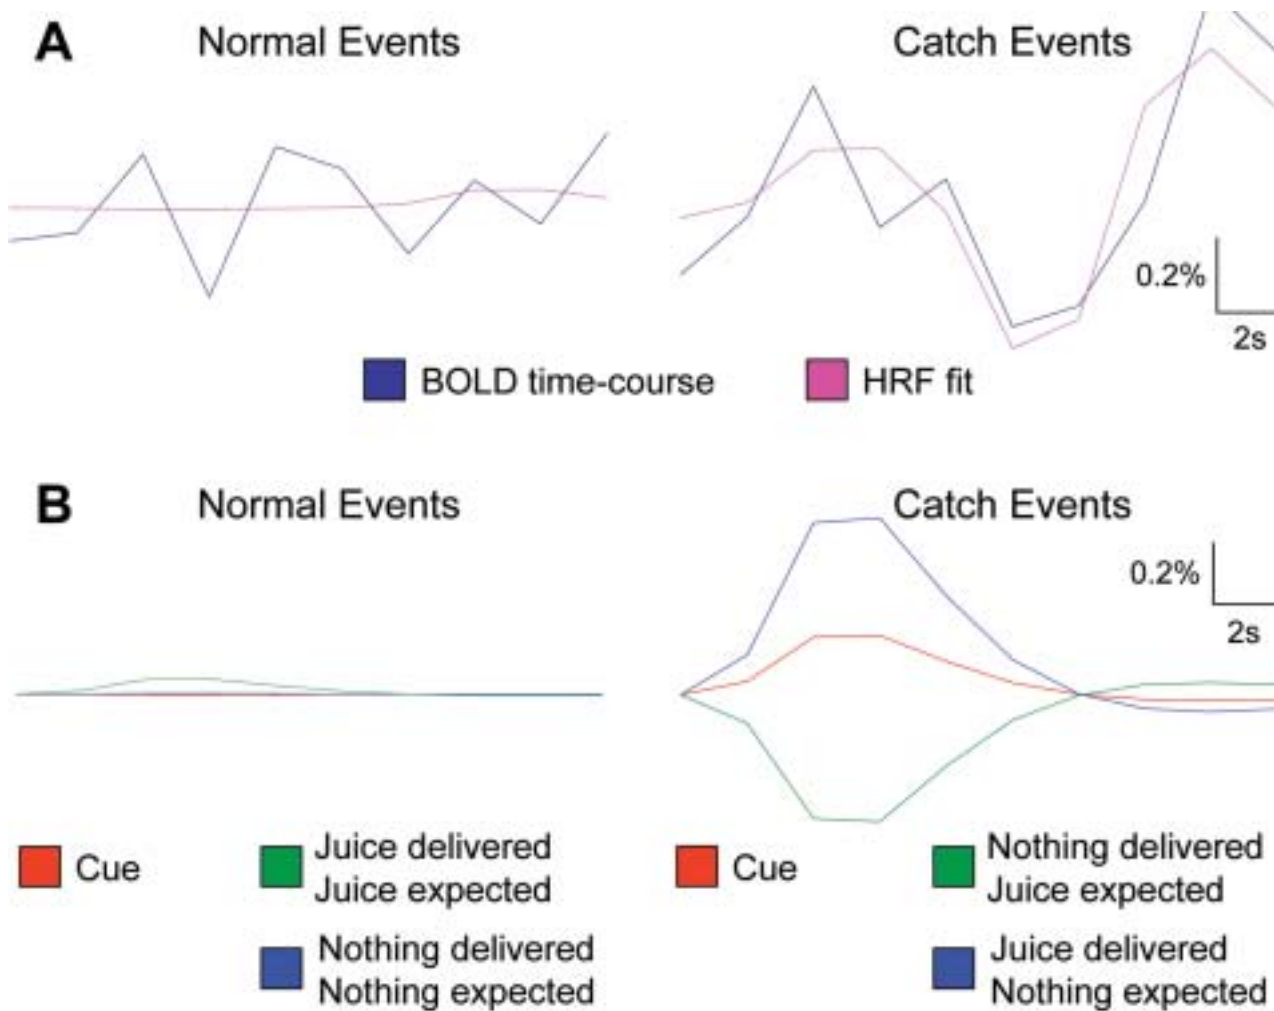 A
Normal Events
Catch Events
0.2%
2s
BOLD time-course
HRF fit
B
Normal Events
Catch Events
0.2%
2s
Cue
Juice delivered
Juice expected
Nothing delivered
Nothing expected
Cue
Nothing delivered
Juice expected
Juice delivered
Nothing expected